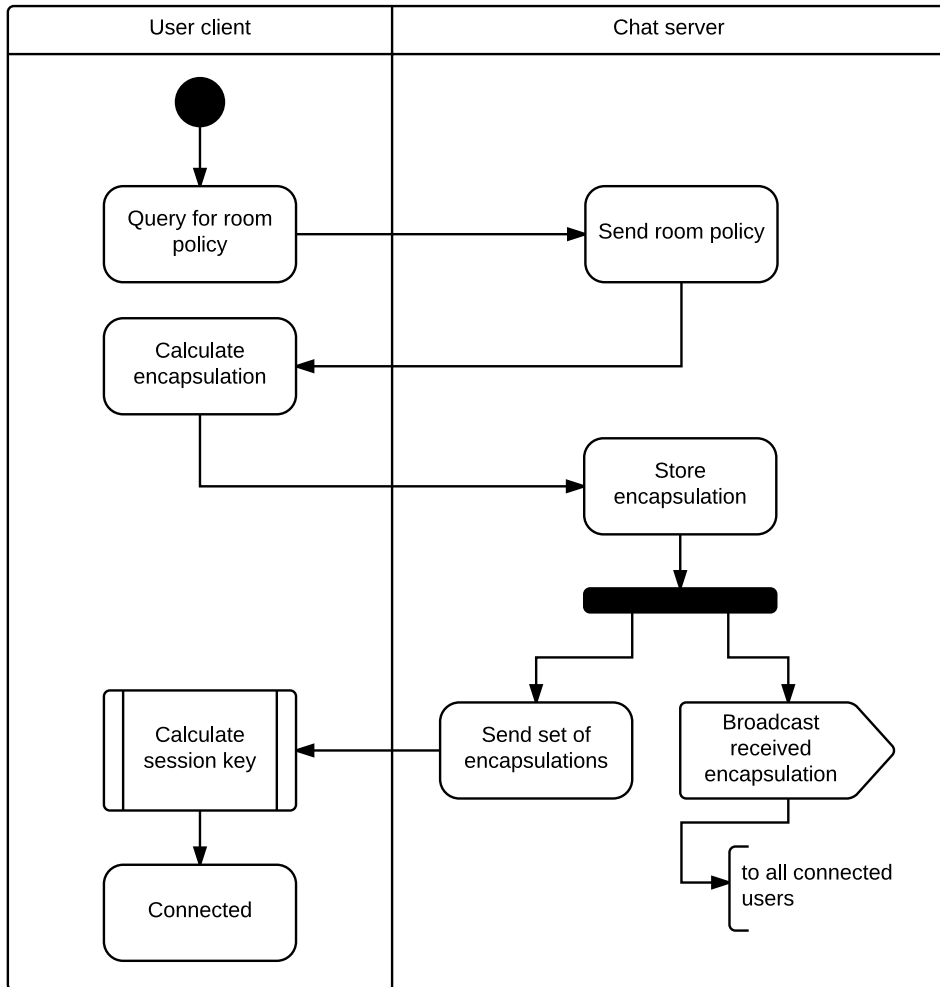 User client
Chat server
Query for room
policy
Send room policy
Calculate
encapsulation
Store
encapsulation
Calculate
session key
Send set of
encapsulations
Broadcast
received
encapsulation
to all connected
users
Connected